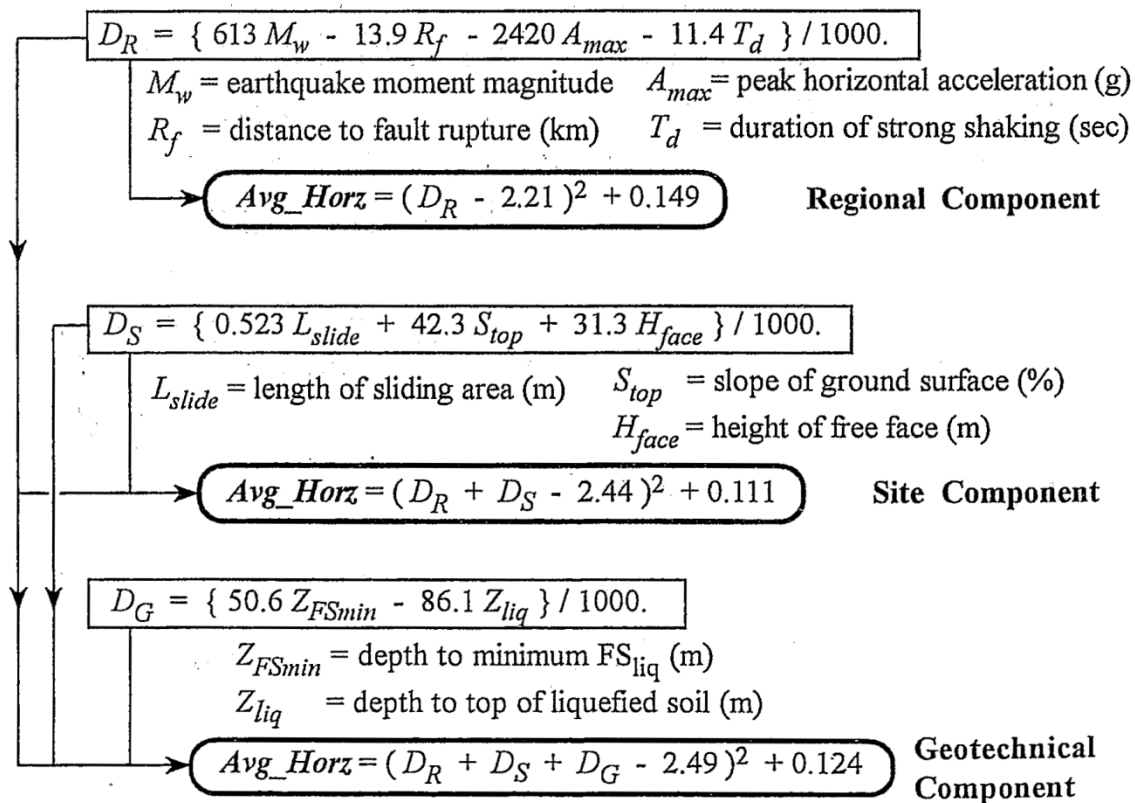 D_R = { 613 M_w - 13.9 R_f - 2420 A_max - 11.4 T_d } / 1000.
M_w = earthquake moment magnitude A_max = peak horizontal acceleration (g)
R_f = distance to fault rupture (km) T_d = duration of strong shaking (sec)
Avg_Horz = ( D_R - 2.21 )² + 0.149 Regional Component
D_S = { 0.523 L_slide + 42.3 S_top + 31.3 H_face } / 1000.
L_slide = length of sliding area (m) S_top = slope of ground surface (%)
H_face = height of free face (m)
Avg_Horz = ( D_R + D_S - 2.44 )² + 0.111 Site Component
D_G = { 50.6 Z_FSmin - 86.1 Z_liq } / 1000.
Z_FSmin = depth to minimum FS_liq (m)
Z_liq = depth to top of liquefied soil (m)
Avg_Horz = ( D_R + D_S + D_G - 2.49 )² + 0.124 Geotechnical
Component